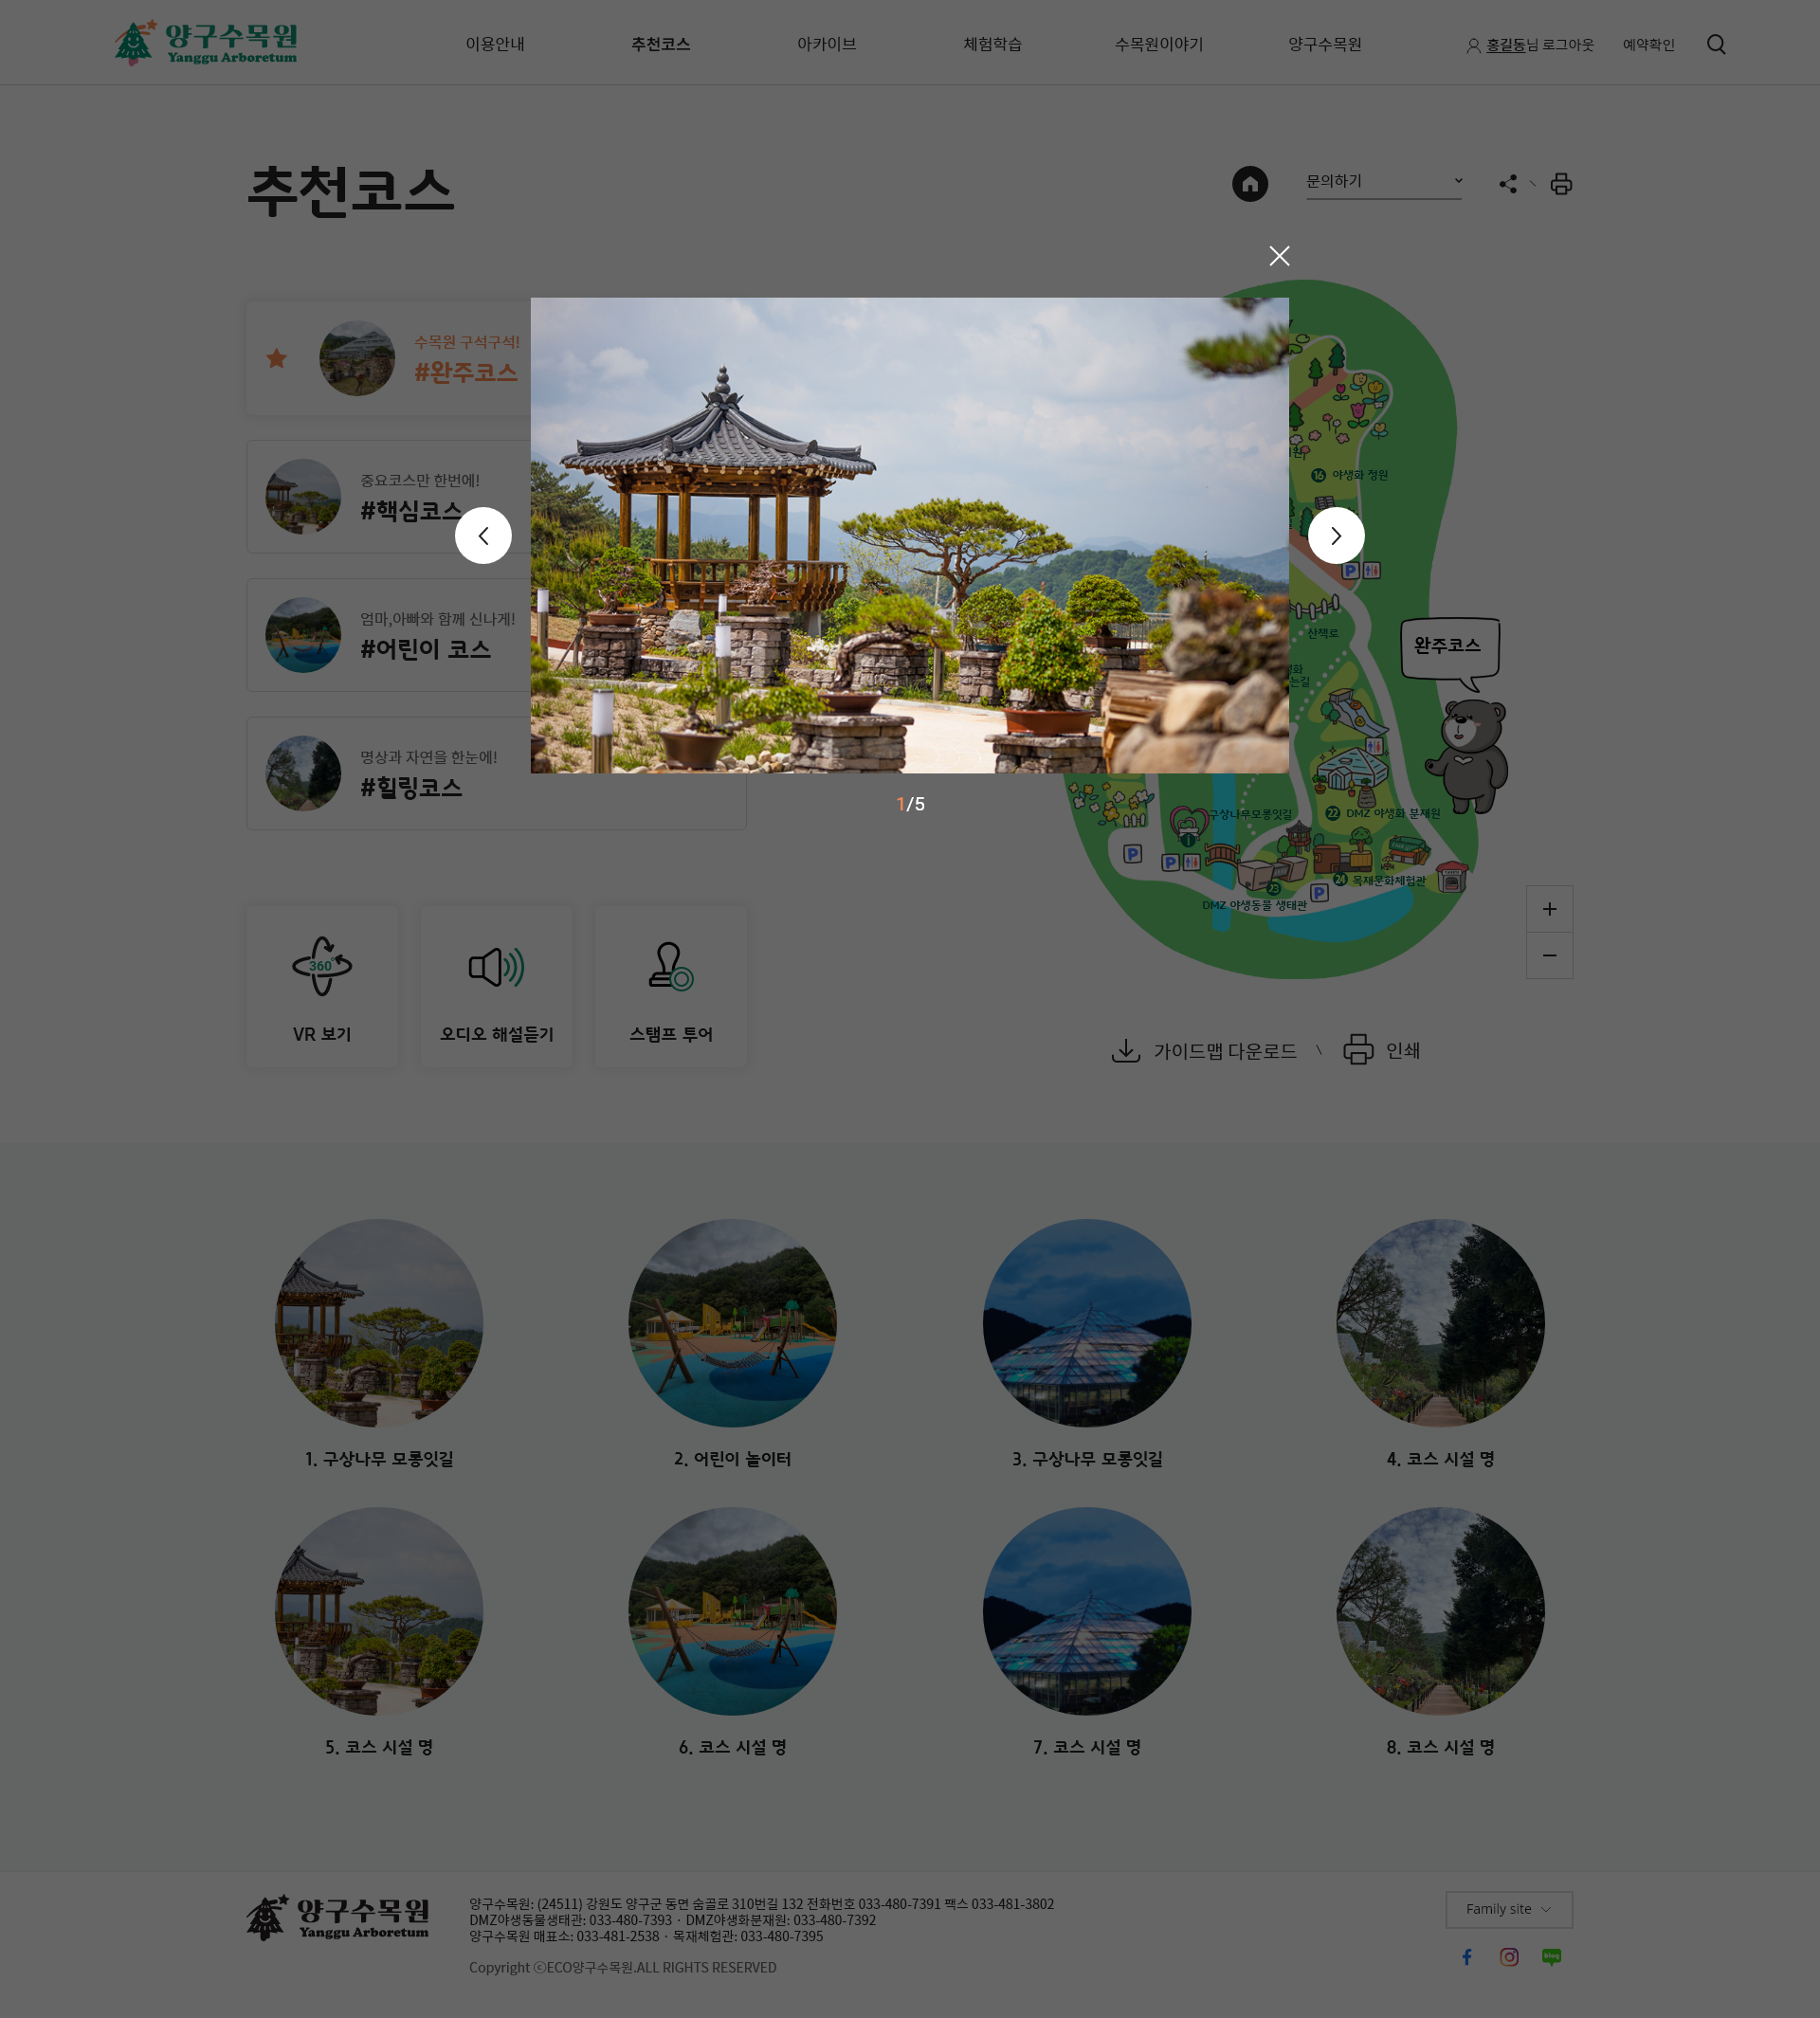 양구수목원
Yanggu Arboretum
이용안내
추천코스
아카이브
체험학습
수목원이야기
양구수목원
홍길동님 로그아웃
예약확인
추천코스
문의하기
수목원 구석구석!
#완주코스
중요코스만 한번에!
#핵심코스
엄마,아빠와 함께 신나게!
#어린이 코스
명상과 자연을 한눈에!
#힐링코스
1/5
16 야생화 정원
산책로
완주코스
구상나무모롱잇길
22 DMZ 야생화 분재원
P
P
23
24 목재문화체험관
P
DMZ 야생동물 생태관
360°
VR 보기
오디오 해설듣기
스탬프 투어
가이드맵 다운로드
인쇄
1. 구상나무 모롱잇길
2. 어린이 놀이터
3. 구상나무 모롱잇길
4. 코스 시설 명
5. 코스 시설 명
6. 코스 시설 명
7. 코스 시설 명
8. 코스 시설 명
양구수목원
Yanggu Arboretum
양구수목원: (24511) 강원도 양구군 동면 숨골로 310번길 132 전화번호 033-480-7391 팩스 033-481-3802
DMZ야생동물생태관: 033-480-7393 · DMZ야생화분재원: 033-480-7392
양구수목원 매표소: 033-481-2538 · 목재체험관: 033-480-7395
Copyright ⓒECO양구수목원.ALL RIGHTS RESERVED
Family site
blog